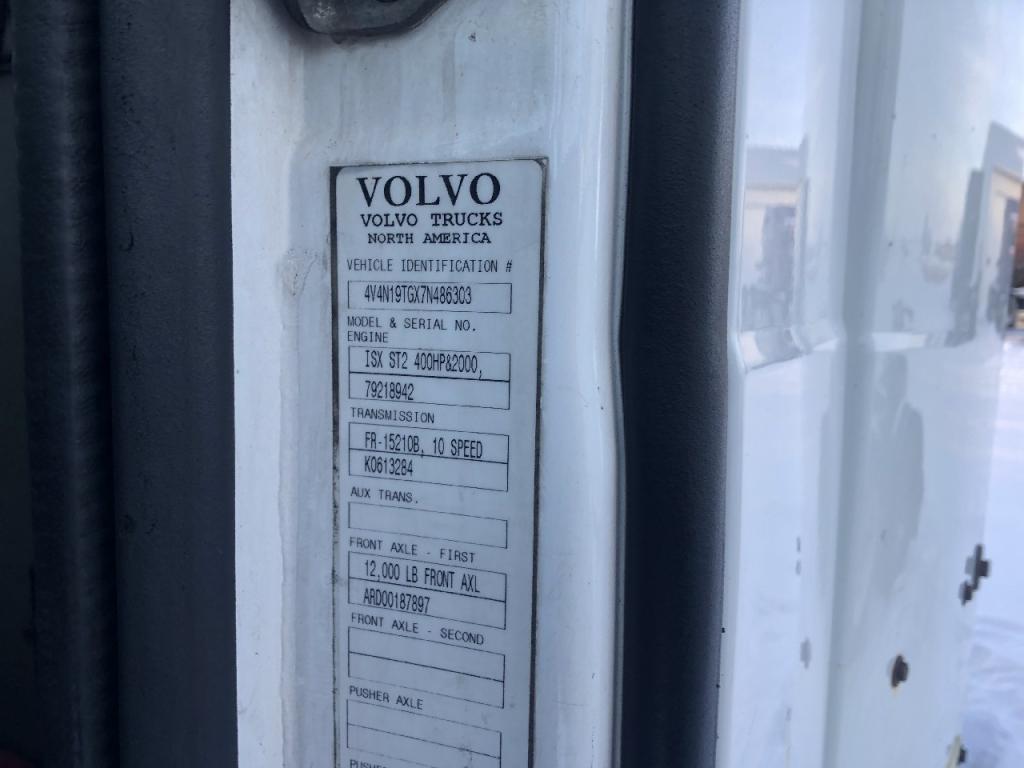 VOLVO
VOLVO TRUCKS
NORTH AMERICA
VEHICLE IDENTIFICATION #
4V4N19TGX7N486303
MODEL & SERIAL NO.
ENGINE
ISX ST2 400HP&2000,
79218942
TRANSMISSION
FR-15210B, 10 SPEED
K0613284
AUX TRANS.
FRONT AXLE - FIRST
12,000 LB FRONT AXL
ARD00187897
FRONT AXLE - SECOND
PUSHER AXLE